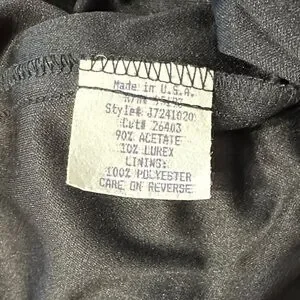 Made in U.S.A.
Style# J7241020
Cut# 26403
90% ACETATE
10% LUREX
LINING:
100% POLYESTER
CARE ON REVERSE